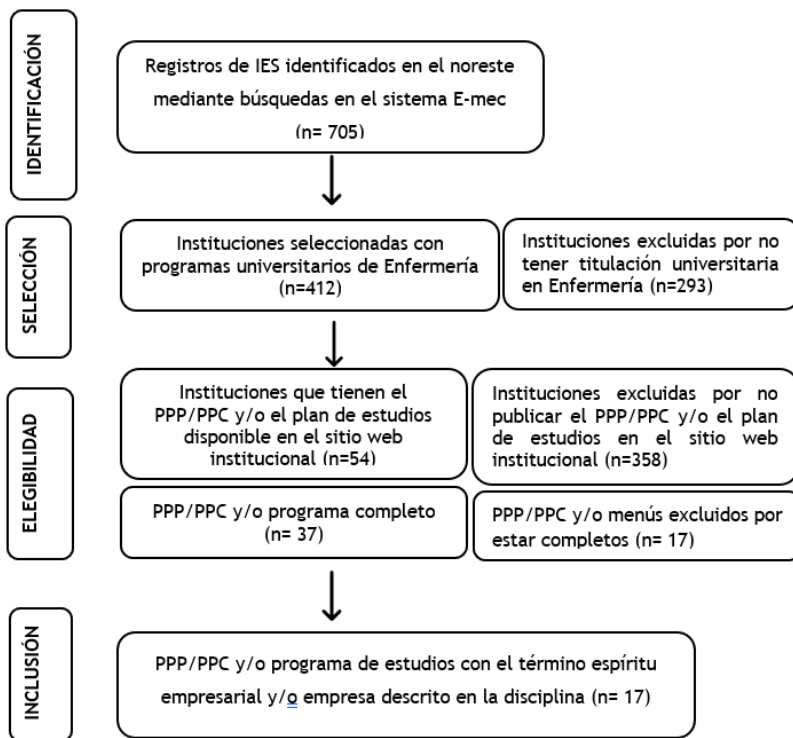 IDENTIFICACIÓN
Registros de IES identificados en el noreste
mediante búsquedas en el sistema E-mec
(n= 705)
SELECCIÓN
Instituciones seleccionadas con
programas universitarios de Enfermería
(n=412)
Instituciones excluidas por no
tener titulación universitaria
en Enfermería (n=293)
ELEGIBILIDAD
Instituciones que tienen el
PPP/PPC y/o el plan de estudios
disponible en el sitio web
institucional (n=54)
Instituciones excluidas por no
publicar el PPP/PPC y/o el plan
de estudios en el sitio web
institucional (n=358)
PPP/PPC y/o programa completo
(n= 37)
PPP/PPC y/o menús excluidos por
estar completos (n= 17)
INCLUSIÓN
PPP/PPC y/o programa de estudios con el término espíritu
empresarial y/o empresa descrito en la disciplina (n= 17)